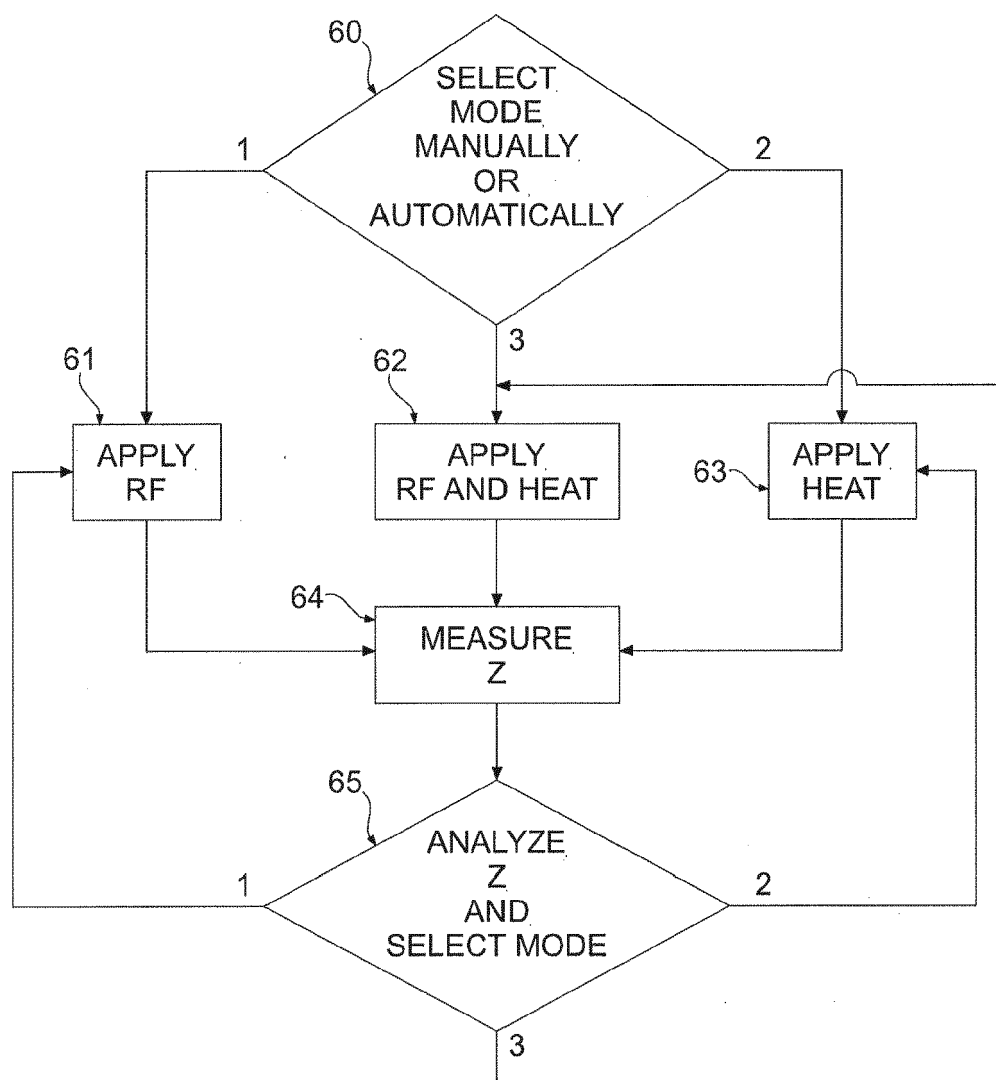 60
SELECT
MODE
MANUALLY
OR
AUTOMATICALLY
1
2
3
61
APPLY
RF
62
APPLY
RF AND HEAT
63
APPLY
HEAT
64
MEASURE
Z
65
ANALYZE
Z
AND
SELECT MODE
1
2
3